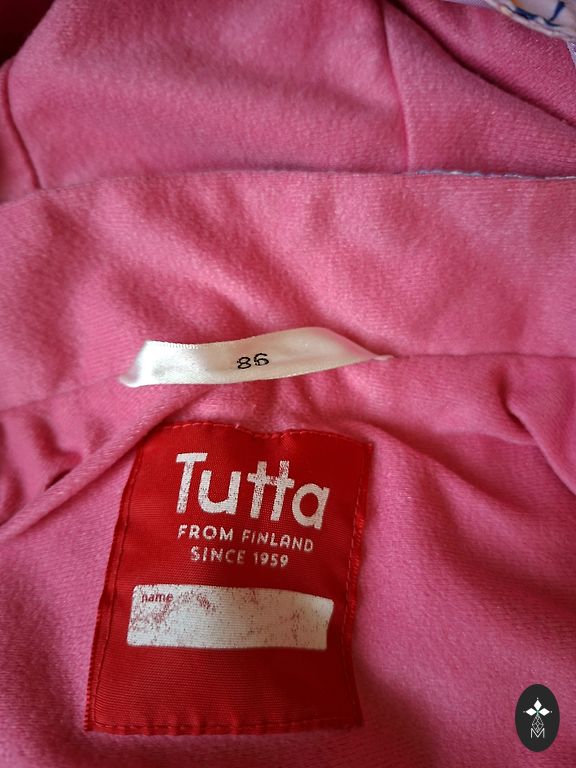 86
Tutta
FROM FINLAND
SINCE 1959
name
M